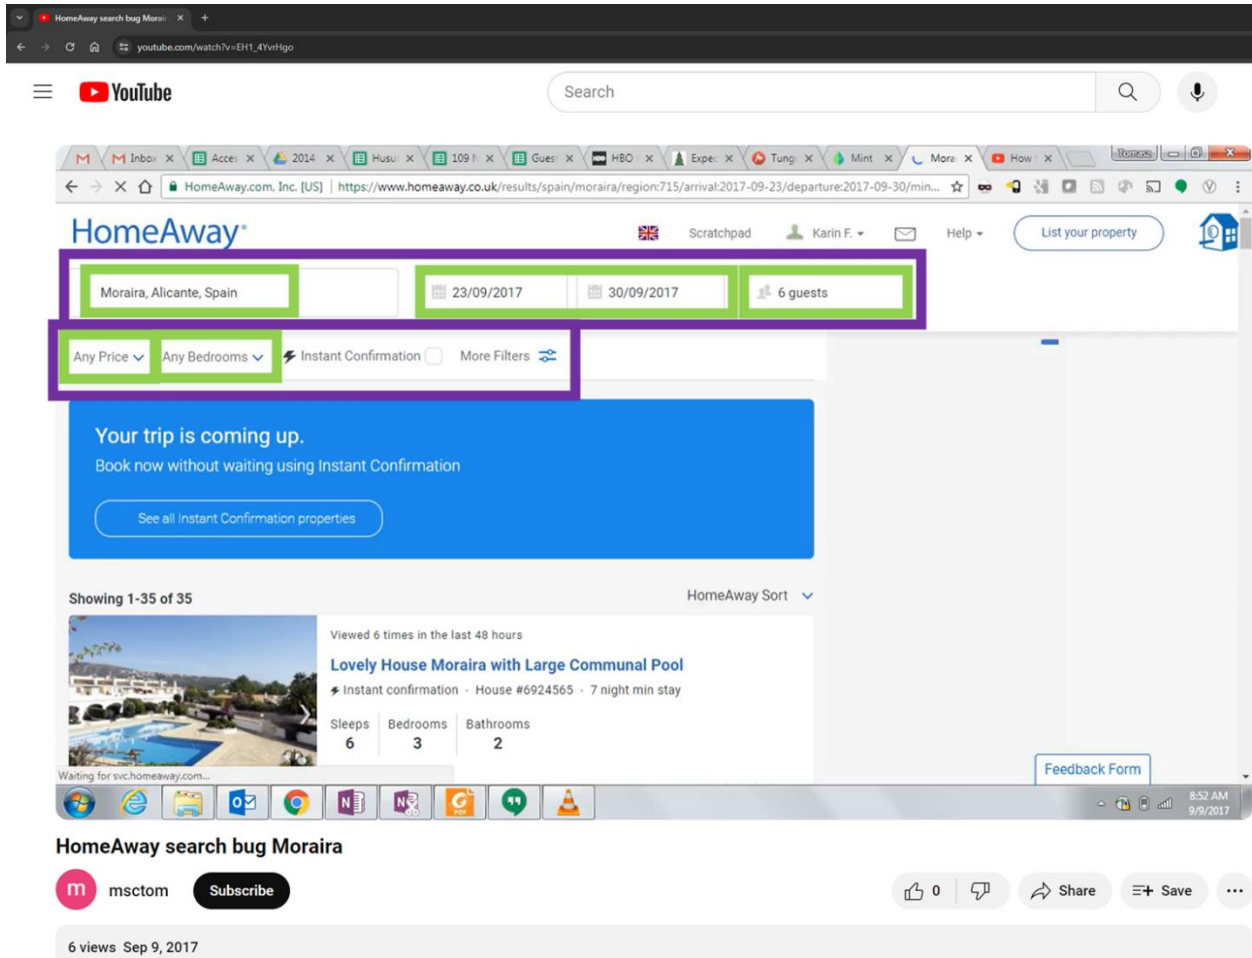 HomeAway search bug Morair
youtube.com/watch?v=EH1_4YvrHgo
YouTube
Search
Inbox Acces 2014 Husu 109 N Guest HBO Expe Tung Mint Mora How
HomeAway.com, Inc. [US] | https://www.homeaway.co.uk/results/spain/moraira/region:715/arrival:2017-09-23/departure:2017-09-30/min...
HomeAway
Scratchpad Karin F. Help List your property
Moraira, Alicante, Spain 23/09/2017 30/09/2017 6 guests
Any Price Any Bedrooms Instant Confirmation More Filters
Your trip is coming up.
Book now without waiting using Instant Confirmation
See all Instant Confirmation properties
Showing 1-35 of 35 HomeAway Sort
Viewed 6 times in the last 48 hours
Lovely House Moraira with Large Communal Pool
Instant confirmation · House #6924565 · 7 night min stay
Sleeps Bedrooms Bathrooms
6 3 2
Waiting for svc.homeaway.com...
Feedback Form
8:52 AM
9/9/2017
HomeAway search bug Moraira
m msctom Subscribe 0 Share Save
6 views Sep 9, 2017